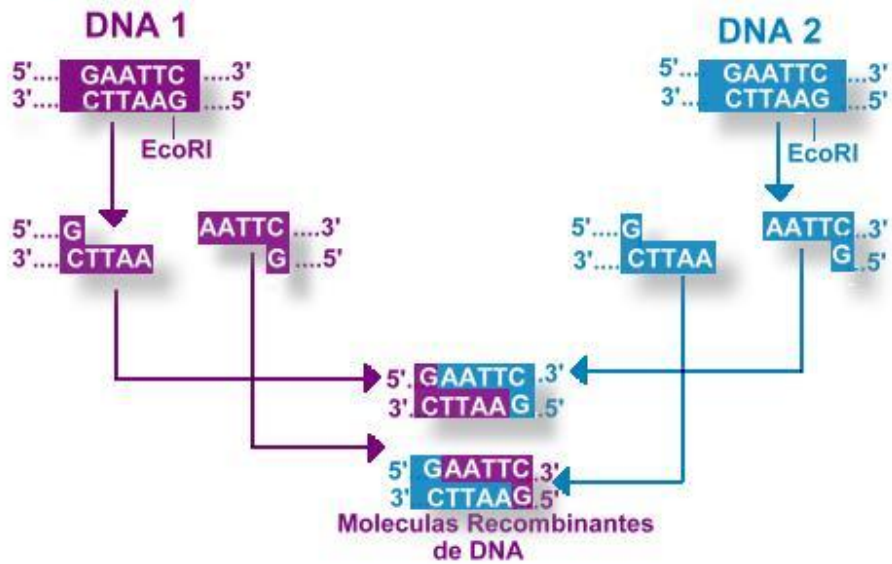 DNA 1
5'.... GAATTC ....3'
3'.... CTTAAG ....5'
EcoRI
DNA 2
5'.... GAATTC ...3'
3'... CTTAAG ...5'
EcoRI
5'.... G
3'.... CTTAA
AATTC ....3'
G ....5'
5'.... G
3'.... CTTAA
AATTC ..3'
G ..5'
5'. GAATTC .3'
3'. CTTAAG .5'
5' GAATTC .3'
3' CTTAAG .5'
Moleculas Recombinantes
de DNA